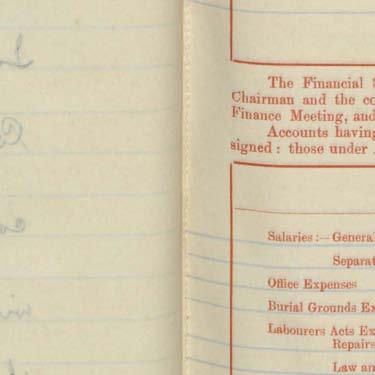 The Financial
Chairman and the co
Finance Meeting, and
Accounts having
signed: those under
Salaries:—General
Separat
Office Expenses
Burial Grounds Ex
Labourers Acts Ex
Repairs
Law an